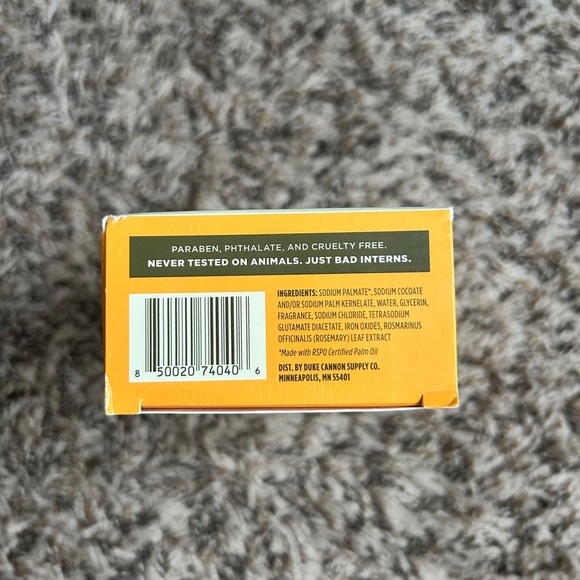 PARABEN, PHTHALATE, AND CRUELTY FREE.
NEVER TESTED ON ANIMALS. JUST BAD INTERNS.
INGREDIENTS: SODIUM PALMATE*, SODIUM COCOATE
AND/OR SODIUM PALM KERNELATE, WATER, GLYCERIN,
FRAGRANCE, SODIUM CHLORIDE, TETRASODIUM
GLUTAMATE DIACETATE, IRON OXIDES, ROSMARINUS
OFFICINALIS (ROSEMARY) LEAF EXTRACT
*Made with RSPO Certified Palm Oil
DIST. BY DUKE CANNON SUPPLY CO.
MINNEAPOLIS, MN 55401
8 50020 74040 6